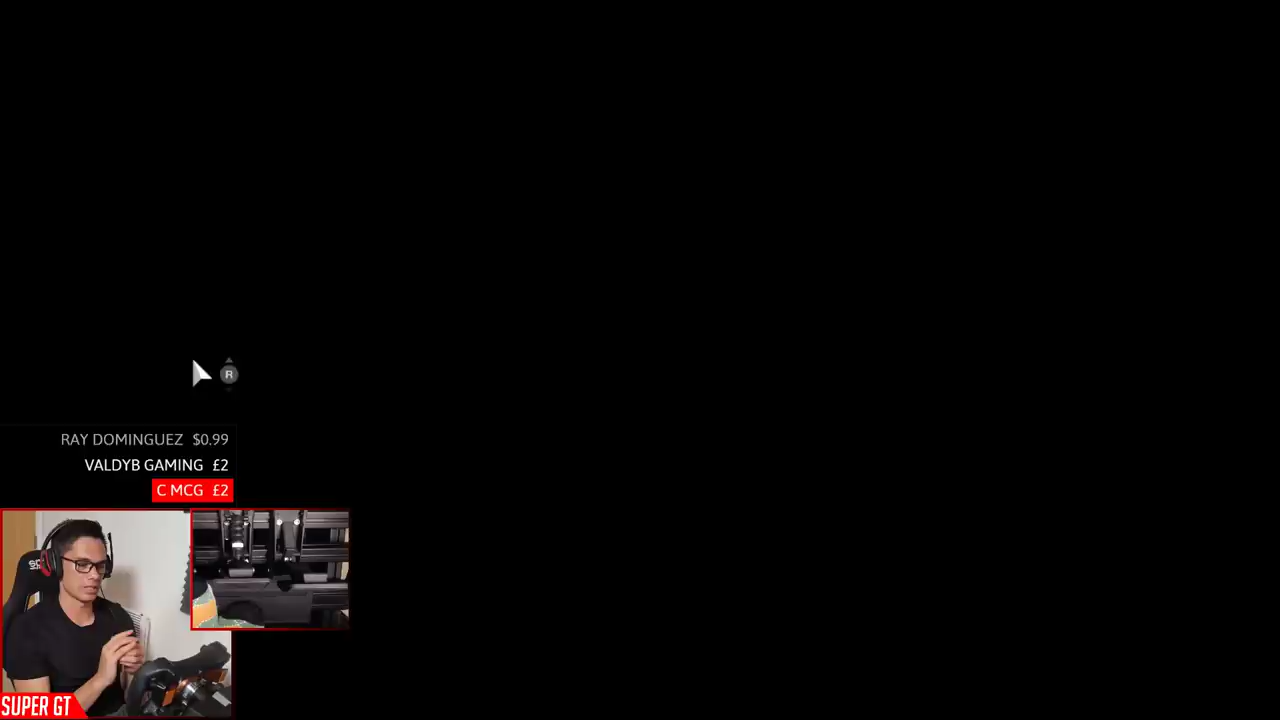 R
RAY DOMINGUEZ $0.99
VALDYB GAMING £2
C MCG £2
SUPER GT